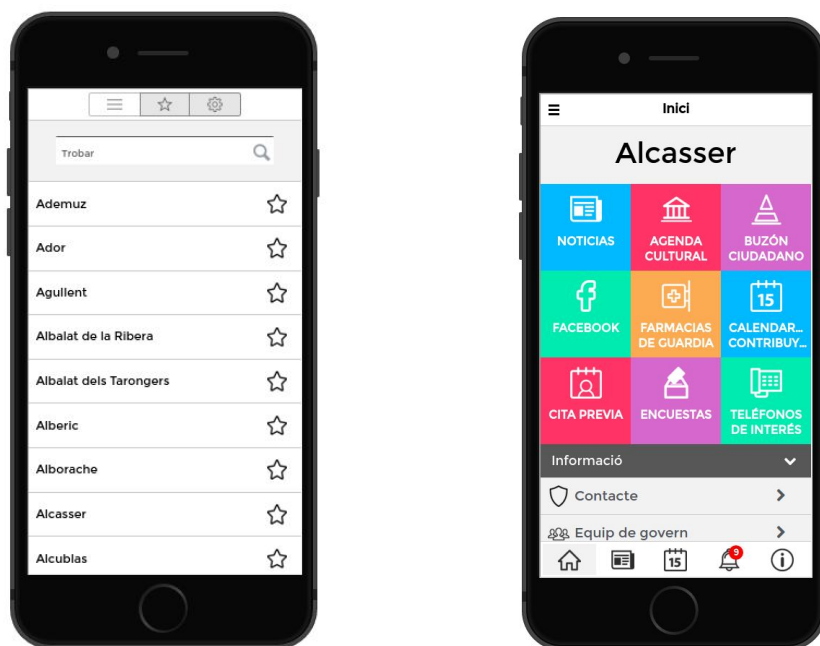 Trobar
Ademuz
Ador
Agullent
Albalat de la Ribera
Albalat dels Tarongers
Alberic
Alborache
Alcasser
Alcublas
Inici
Alcasser
NOTICIAS
AGENDA
CULTURAL
BUZÓN
CIUDADANO
FACEBOOK
FARMACIAS
DE GUARDIA
15
CALENDAR...
CONTRIBUY...
CITA PREVIA
ENCUESTAS
TELÉFONOS
DE INTERÉS
Informació
Contacte
Equip de govern
15
9